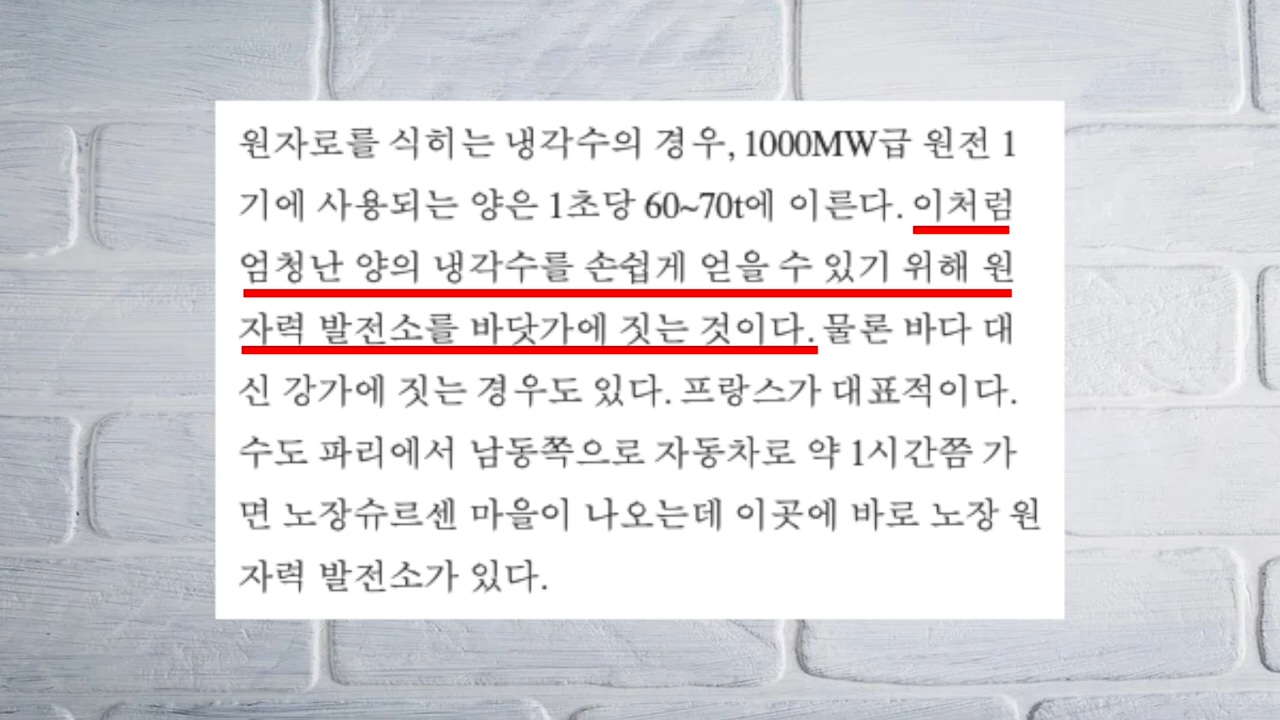 원자로를 식히는 냉각수의 경우, 1000MW급 원전 1
기에 사용되는 양은 1초당 60~70t에 이른다. 이처럼
엄청난 양의 냉각수를 손쉽게 얻을 수 있기 위해 원
자력 발전소를 바닷가에 짓는 것이다. 물론 바다 대
신 강가에 짓는 경우도 있다. 프랑스가 대표적이다.
수도 파리에서 남동쪽으로 자동차로 약 1시간쯤 가
면 노장슈르센 마을이 나오는데 이곳에 바로 노장 원
자력 발전소가 있다.